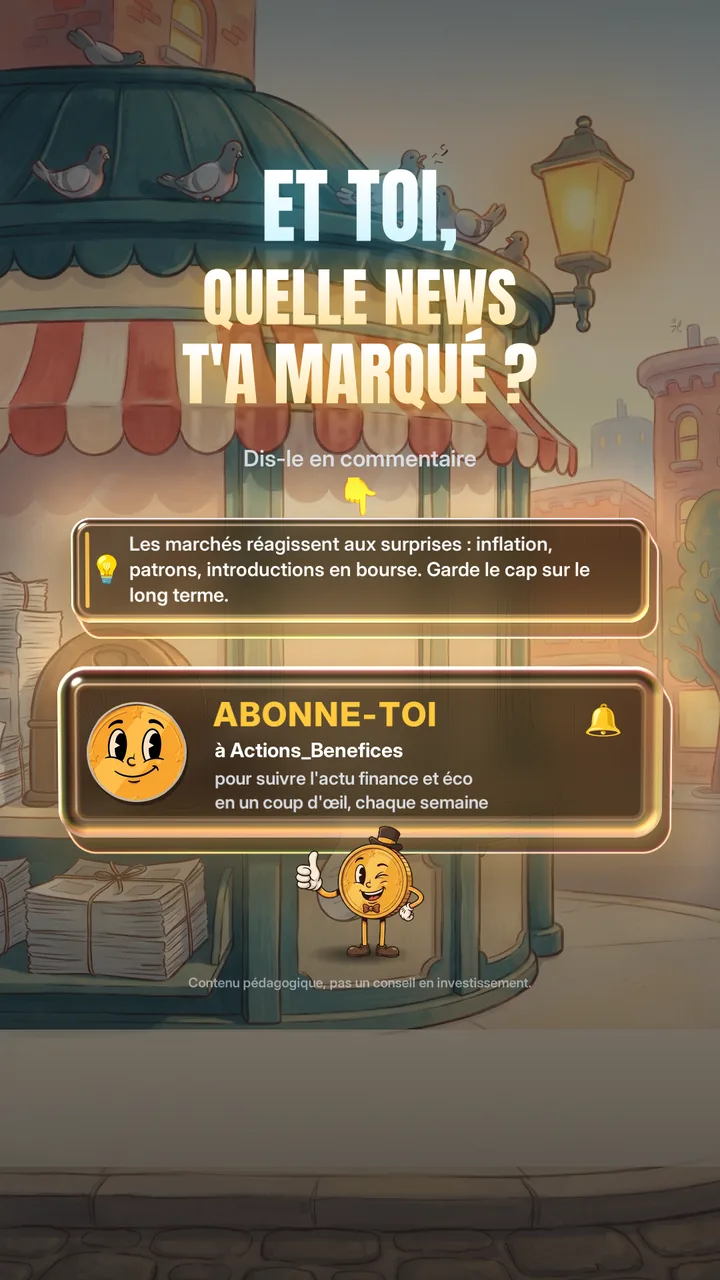 ET TOI,
QUELLE NEWS
T'A MARQUÉ ?
Dis-le en commentaire
Les marchés réagissent aux surprises : inflation,
patrons, introductions en bourse. Garde le cap sur le
long terme.
ABONNE-TOI
à Actions_Benefices
pour suivre l'actu finance et éco
en un coup d'œil, chaque semaine
Contenu pédagogique, pas un conseil en investissement.